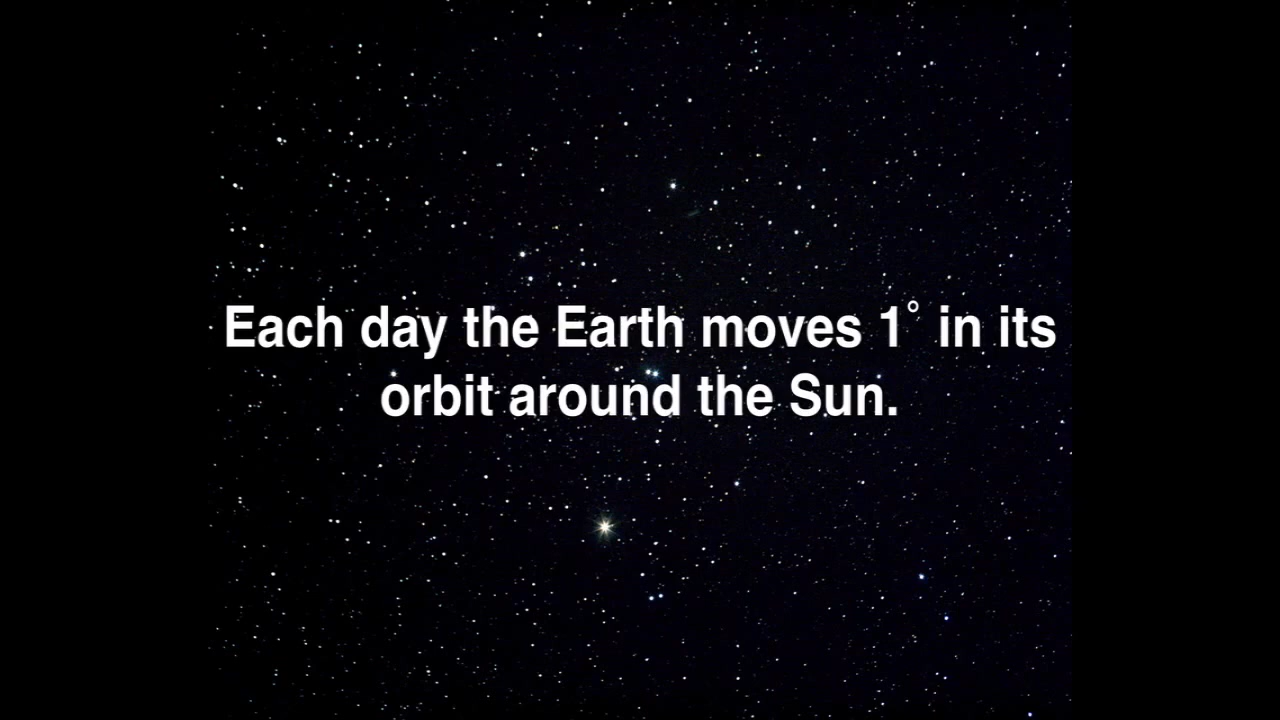 Each day the Earth moves 1° in its
orbit around the Sun.